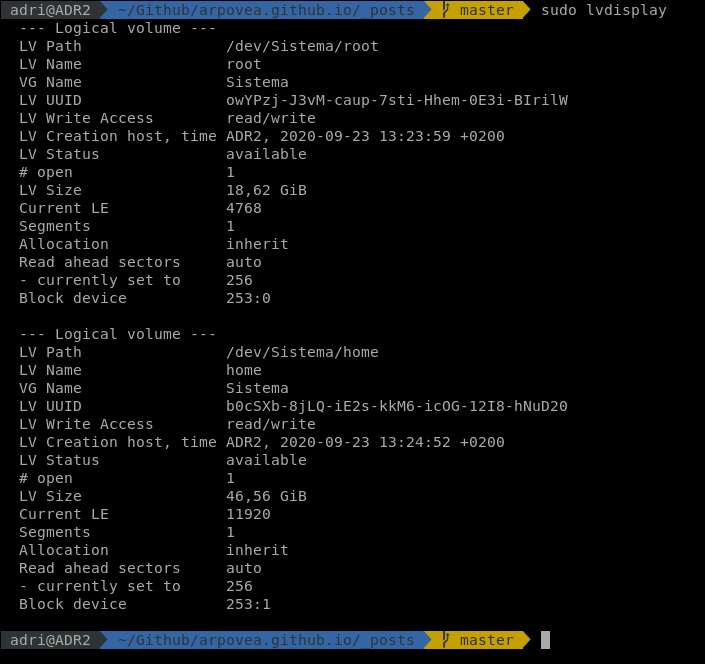 adri@ADR2 ~/Github/arpovea.github.io/_posts master sudo lvdisplay
--- Logical volume ---
LV Path /dev/Sistema/root
LV Name root
VG Name Sistema
LV UUID owYPzj-J3vM-caup-7sti-Hhem-0E3i-BIrilW
LV Write Access read/write
LV Creation host, time ADR2, 2020-09-23 13:23:59 +0200
LV Status available
# open 1
LV Size 18,62 GiB
Current LE 4768
Segments 1
Allocation inherit
Read ahead sectors auto
- currently set to 256
Block device 253:0
--- Logical volume ---
LV Path /dev/Sistema/home
LV Name home
VG Name Sistema
LV UUID b0cSXb-8jLQ-iE2s-kkM6-icOG-12I8-hNuD20
LV Write Access read/write
LV Creation host, time ADR2, 2020-09-23 13:24:52 +0200
LV Status available
# open 1
LV Size 46,56 GiB
Current LE 11920
Segments 1
Allocation inherit
Read ahead sectors auto
- currently set to 256
Block device 253:1
adri@ADR2 ~/Github/arpovea.github.io/_posts master